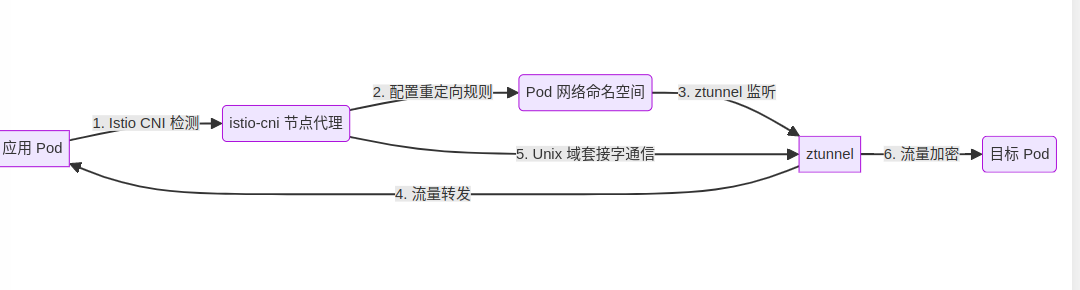 应用 Pod
1. Istio CNI 检测
istio-cni 节点代理
2. 配置重定向规则
Pod 网络命名空间
3. ztunnel 监听
5. Unix 域套接字通信
ztunnel
6. 流量加密
目标 Pod
4. 流量转发